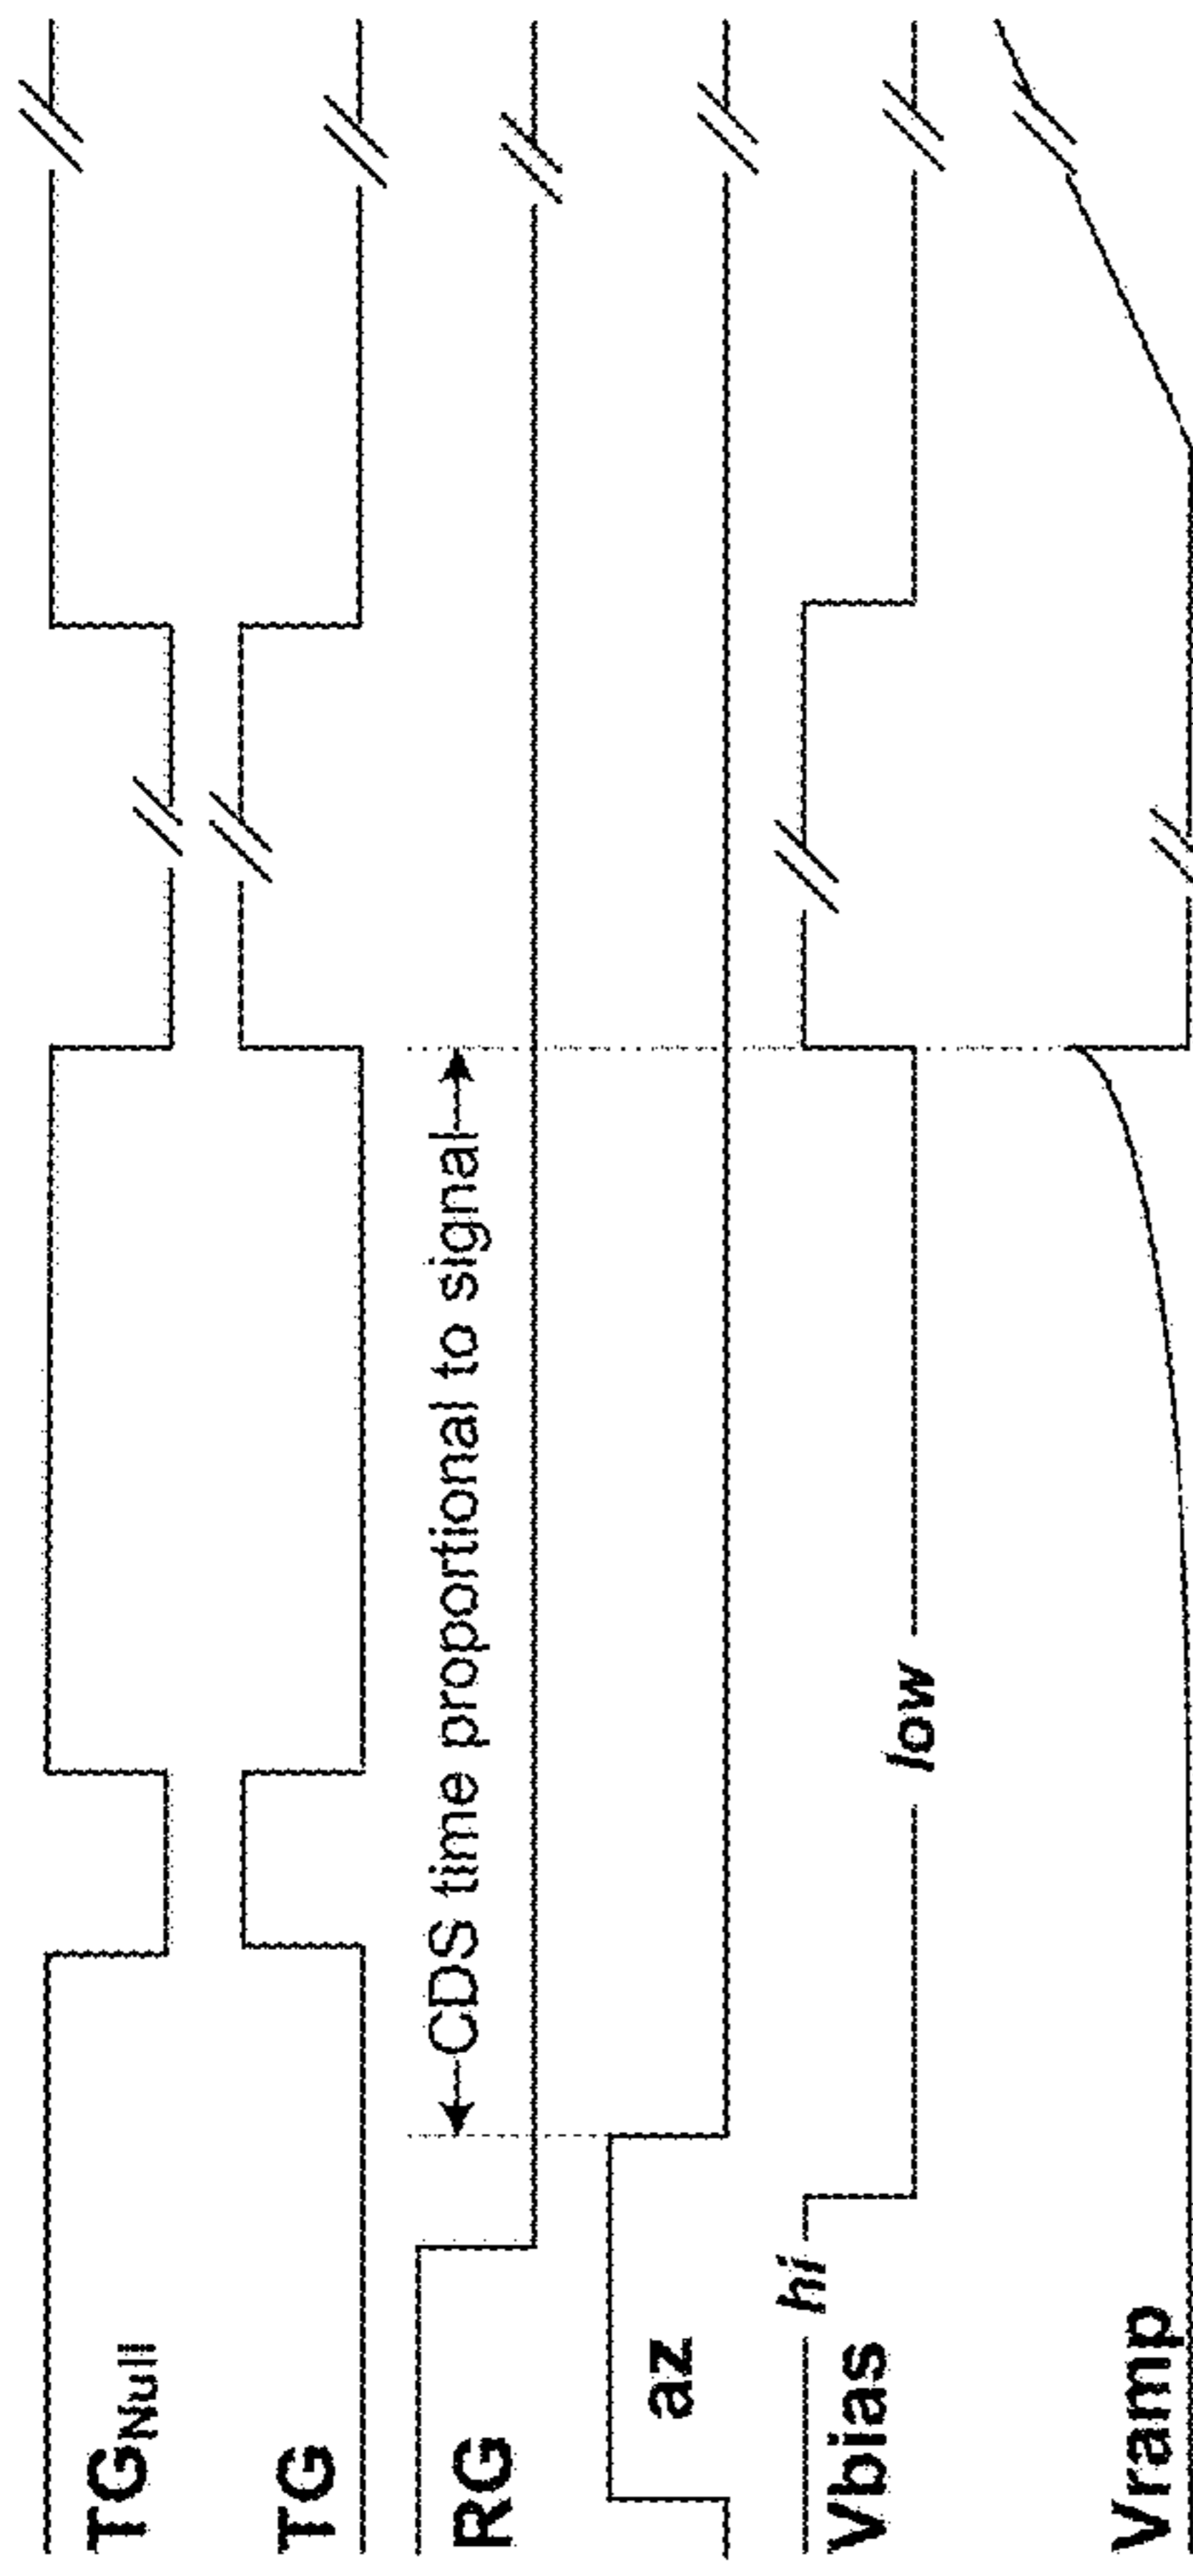 TGNull
TG
←CDS time proportional to signal→
RG
az
hi
low
Vbias
Vramp